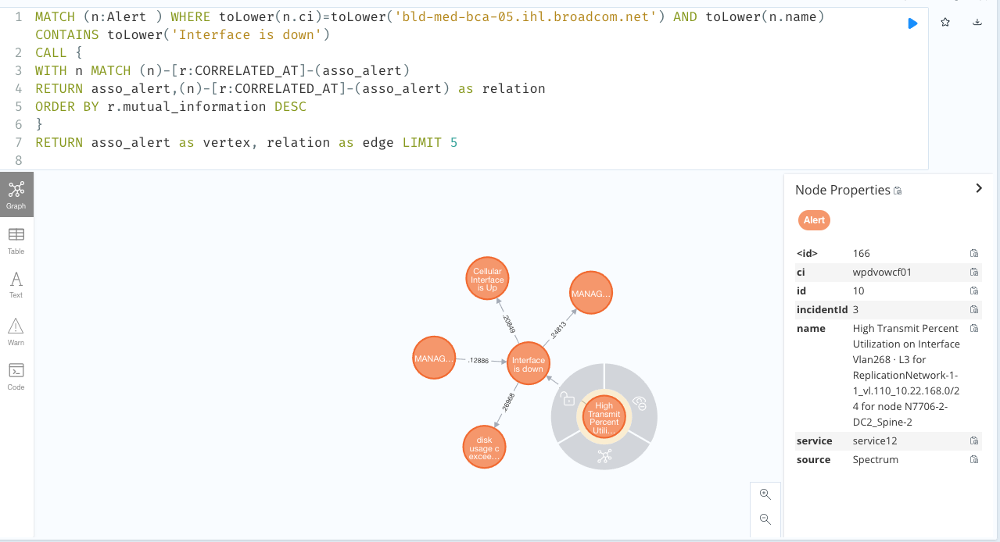 1 MATCH (n:Alert ) WHERE toLower(n.ci)=toLower('bld-med-bca-05.ihl.broadcom.net') AND toLower(n.name)
CONTAINS toLower('Interface is down')
2 CALL {
3 WITH n MATCH (n)-[r:CORRELATED_AT]-(asso_alert)
4 RETURN asso_alert,(n)-[r:CORRELATED_AT]-(asso_alert) as relation
5 ORDER BY r.mutual_information DESC
6 }
7 RETURN asso_alert as vertex, relation as edge LIMIT 5
8
Graph
Table
Text
Warn
Code
Cellular
Interface
is Up
MANAG...
.20849
.24813
MANAG...
.12886
Interface
is down
.26968
High
Transmit
Percent
Utili...
disk
usage c
excee...
Node Properties
Alert
<id> 166
ci wpdvowcf01
id 10
incidentId 3
name High Transmit Percent
Utilization on Interface
Vlan268 · L3 for
ReplicationNetwork-1-
1_vl.110_10.22.168.0/2
4 for node N7706-2-
DC2_Spine-2
service service12
source Spectrum